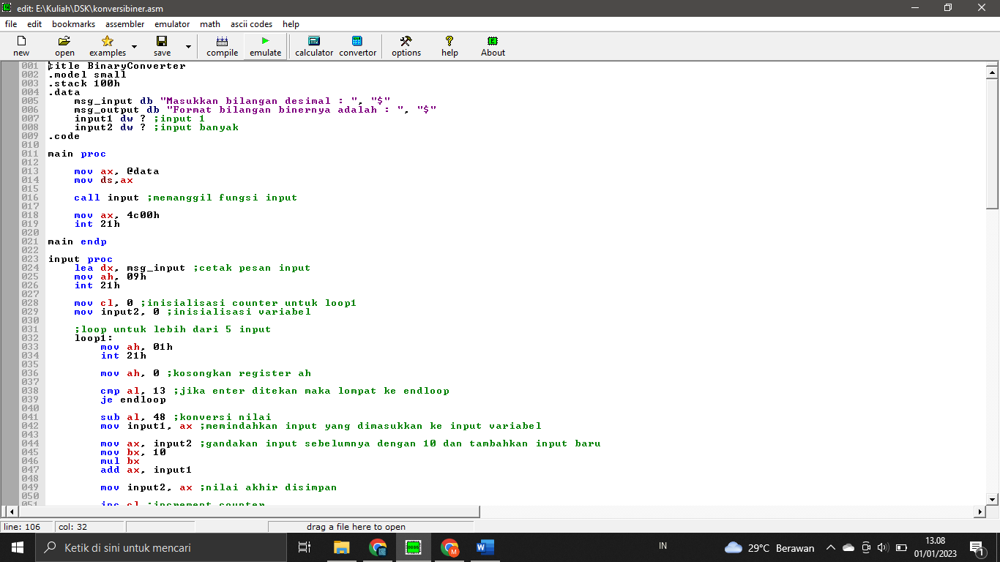 edit: E:\Kuliah\DSK\konversibiner.asm
file edit bookmarks assembler emulator math ascii codes help
new open examples save compile emulate calculator convertor options help About
001 title BinaryConverter
002 .model small
003 .stack 100h
004 .data
005 msg_input db "Masukkan bilangan desimal : ", "$"
006 msg_output db "Format bilangan binernya adalah : ", "$"
007 input1 dw ? ;input 1
008 input2 dw ? ;input banyak
009 .code
010
011 main proc
012
013 mov ax, @data
014 mov ds,ax
015
016 call input ;memanggil fungsi input
017
018 mov ax, 4c00h
019 int 21h
020
021 main endp
022
023 input proc
024 lea dx, msg_input ;cetak pesan input
025 mov ah, 09h
026 int 21h
027
028 mov cl, 0 ;inisialisasi counter untuk loop1
029 mov input2, 0 ;inisialisasi variabel
030
031 ;loop untuk lebih dari 5 input
032 loop1:
033 mov ah, 01h
034 int 21h
035
036 mov ah, 0 ;kosongkan register ah
037
038 cmp al, 13 ;jika enter ditekan maka lompat ke endloop
039 je endloop
040
041 sub al, 48 ;konversi nilai
042 mov input1, ax ;memindahkan input yang dimasukkan ke input variabel
043
044 mov ax, input2 ;gandakan input sebelumnya dengan 10 dan tambahkan input baru
045 mov bx, 10
046 mul bx
047 add ax, input1
048
049 mov input2, ax ;nilai akhir disimpan
050
051 inc cl ;increment counter
line: 106 col: 32 drag a file here to open
Ketik di sini untuk mencari
8086
IN
29°C Berawan
13.08
01/01/2023
1